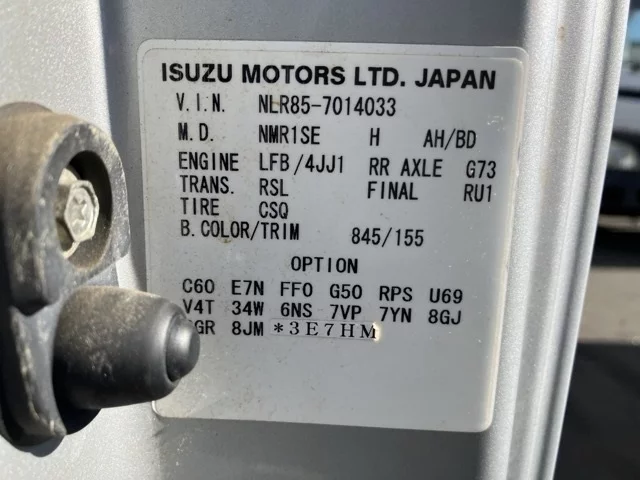 ISUZU MOTORS LTD. JAPAN
V.I.N. NLR85-7014033
M.D. NMR1SE H AH/BD
ENGINE LFB/4JJ1 RR AXLE G73
TRANS. RSL FINAL RU1
TIRE CSQ
B.COLOR/TRIM 845/155
OPTION
C60 E7N FF0 G50 RPS U69
V4T 34W 6NS 7VP 7YN 8GJ
8JM *3E7HM